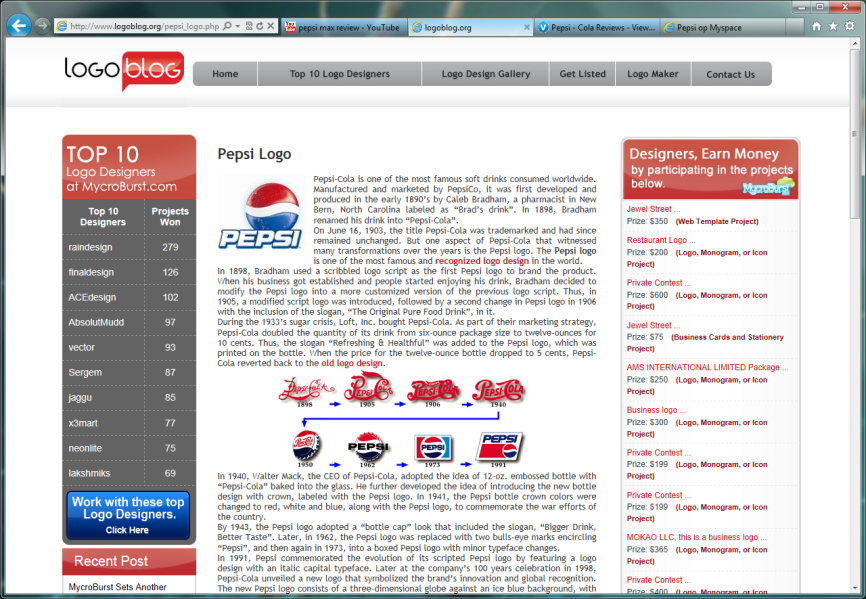 http://www.logoblog.org/pepsi_logo.php
pepsi max review - YouTube
logoblog.org
Pepsi - Cola Reviews - View...
Pepsi op Myspace
logoblog
Home
Top 10 Logo Designers
Logo Design Gallery
Get Listed
Logo Maker
Contact Us
TOP 10
Logo Designers
at MycroBurst.com
Top 10 Designers
Projects Won
raindesign 279
finaldesign 126
ACEdesign 102
AbsolutMudd 97
vector 93
Sergem 87
jaggu 85
x3mart 77
neonlite 75
lakshmiks 69
Work with these top
Logo Designers.
Click Here
Recent Post
MycroBurst Sets Another
Pepsi Logo
PEPSI
Pepsi-Cola is one of the most famous soft drinks consumed worldwide.
Manufactured and marketed by PepsiCo, it was first developed and
produced in the early 1890's by Caleb Bradham, a pharmacist in New
Bern, North Carolina labeled as "Brad's drink". In 1898, Bradham
renamed his drink into "Pepsi-Cola".
On June 16, 1903, the title Pepsi-Cola was trademarked and had since
remained unchanged. But one aspect of Pepsi-Cola that witnessed
many transformations over the years is the Pepsi logo. The Pepsi logo
is one of the most famous and recognized logo design in the world.
In 1898, Bradham used a scribbled logo script as the first Pepsi logo to brand the product.
When his business got established and people started enjoying his drink, Bradham decided to
modify the Pepsi logo into a more customized version of the previous logo script. Thus, in
1905, a modified script logo was introduced, followed by a second change in Pepsi logo in 1906
with the inclusion of the slogan, "The Original Pure Food Drink", in it.
During the 1933's sugar crisis, Loft, Inc. bought Pepsi-Cola. As part of their marketing strategy,
Pepsi-Cola doubled the quantity of its drink from six-ounce package size to twelve-ounces for
10 cents. Thus, the slogan "Refreshing & Healthful" was added to the Pepsi logo, which was
printed on the bottle. When the price for the twelve-ounce bottle dropped to 5 cents, Pepsi-
Cola reverted back to the old logo design.
1898 1905 1906 1940
PEPSI PEPSI PEPSI
1950 1962 1973 1991
In 1940, Walter Mack, the CEO of Pepsi-Cola, adopted the idea of 12-oz. embossed bottle with
"Pepsi-Cola" baked into the glass. He further developed the idea of introducing the new bottle
design with crown, labeled with the Pepsi logo. In 1941, the Pepsi bottle crown colors were
changed to red, white and blue, along with the Pepsi logo, to commemorate the war efforts of
the country.
By 1943, the Pepsi logo adopted a "bottle cap" look that included the slogan, "Bigger Drink,
Better Taste". Later, in 1962, the Pepsi logo was replaced with two bulls-eye marks encircling
"Pepsi", and then again in 1973, into a boxed Pepsi logo with minor typeface changes.
In 1991, Pepsi commemorated the evolution of its scripted Pepsi logo by featuring a logo
design with an italic capital typeface. Later at the company's 100 years celebration in 1998,
Pepsi-Cola unveiled a new logo that symbolized the brand's innovation and global recognition.
The new Pepsi logo consists of a three-dimensional globe against an ice blue background, with
Designers, Earn Money
by participating in the projects
below.
MycroBurst
Jewel Street ...
Prize: $350 (Web Template Project)
Restaurant Logo ...
Prize: $200 (Logo, Monogram, or Icon
Project)
Private Contest ...
Prize: $600 (Logo, Monogram, or Icon
Project)
Jewel Street ...
Prize: $75 (Business Cards and Stationery
Project)
AMS INTERNATIONAL LIMITED Package ...
Prize: $250 (Logo, Monogram, or Icon
Project)
Business logo ...
Prize: $300 (Logo, Monogram, or Icon
Project)
Private Contest ...
Prize: $199 (Logo, Monogram, or Icon
Project)
Private Contest ...
Prize: $199 (Logo, Monogram, or Icon
Project)
MOKAO LLC, this is a business logo ...
Prize: $365 (Logo, Monogram, or Icon
Project)
Private Contest ...
Prize: $400 (Logo, Monogram, or Icon